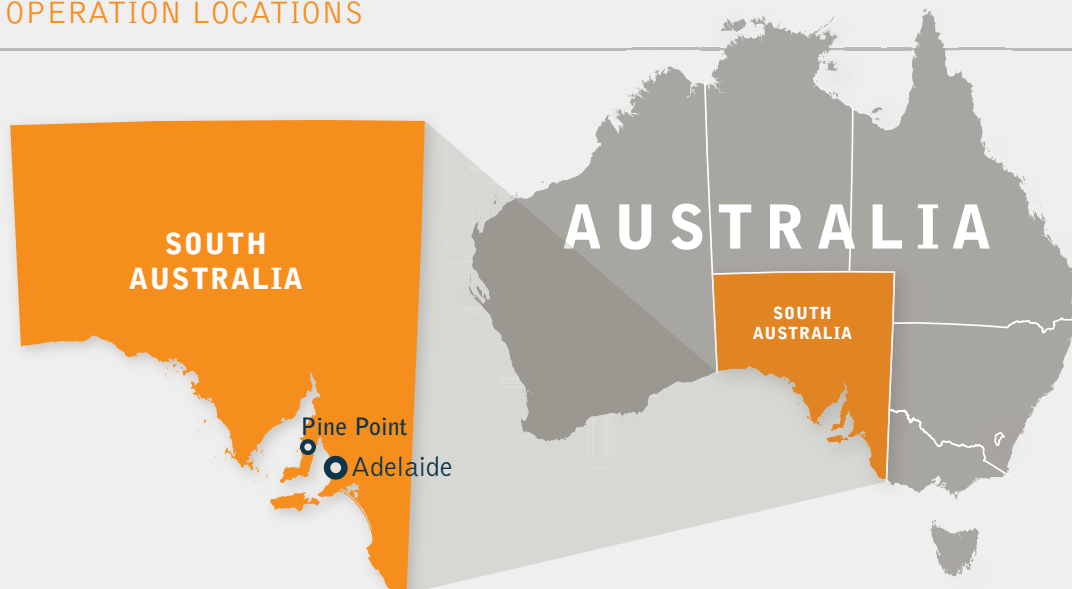 OPERATION LOCATIONS
SOUTH
AUSTRALIA
Pine Point
Adelaide
AUSTRALIA
SOUTH
AUSTRALIA